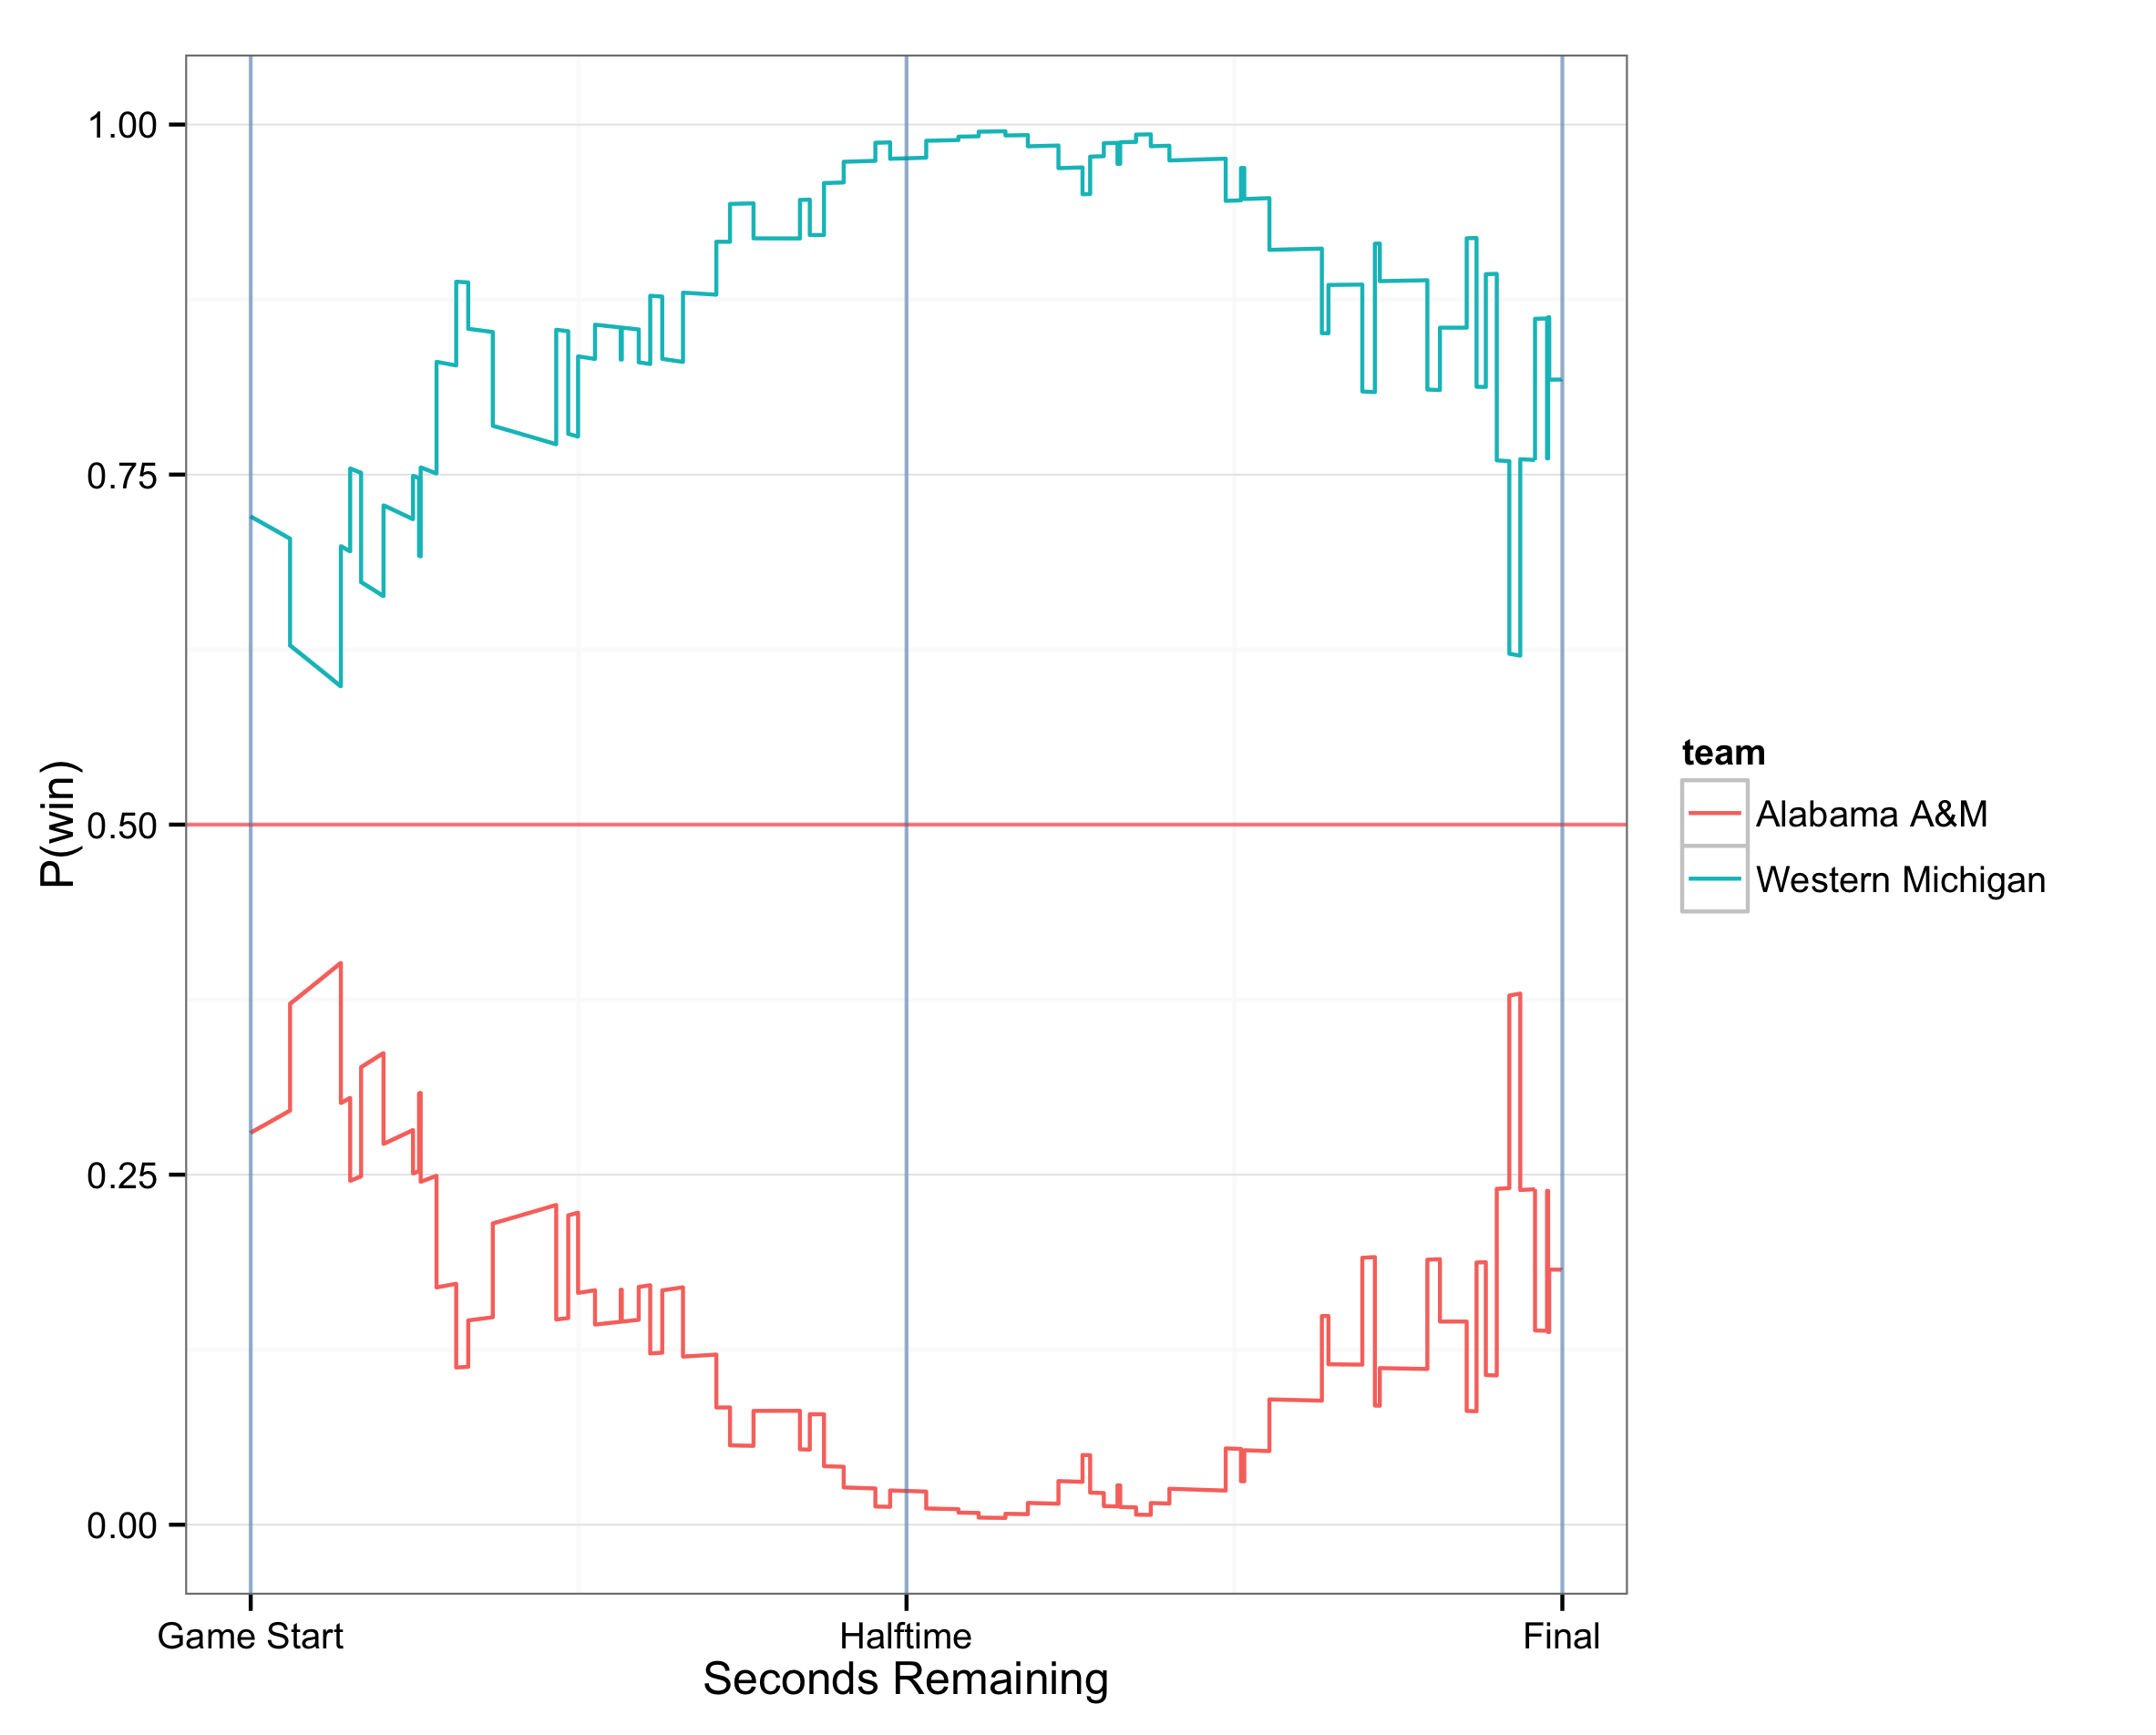 P(win)
1.00
0.75
0.50
0.25
0.00
Game Start
Halftime
Final
Seconds Remaining
team
Alabama A&M
Western Michigan